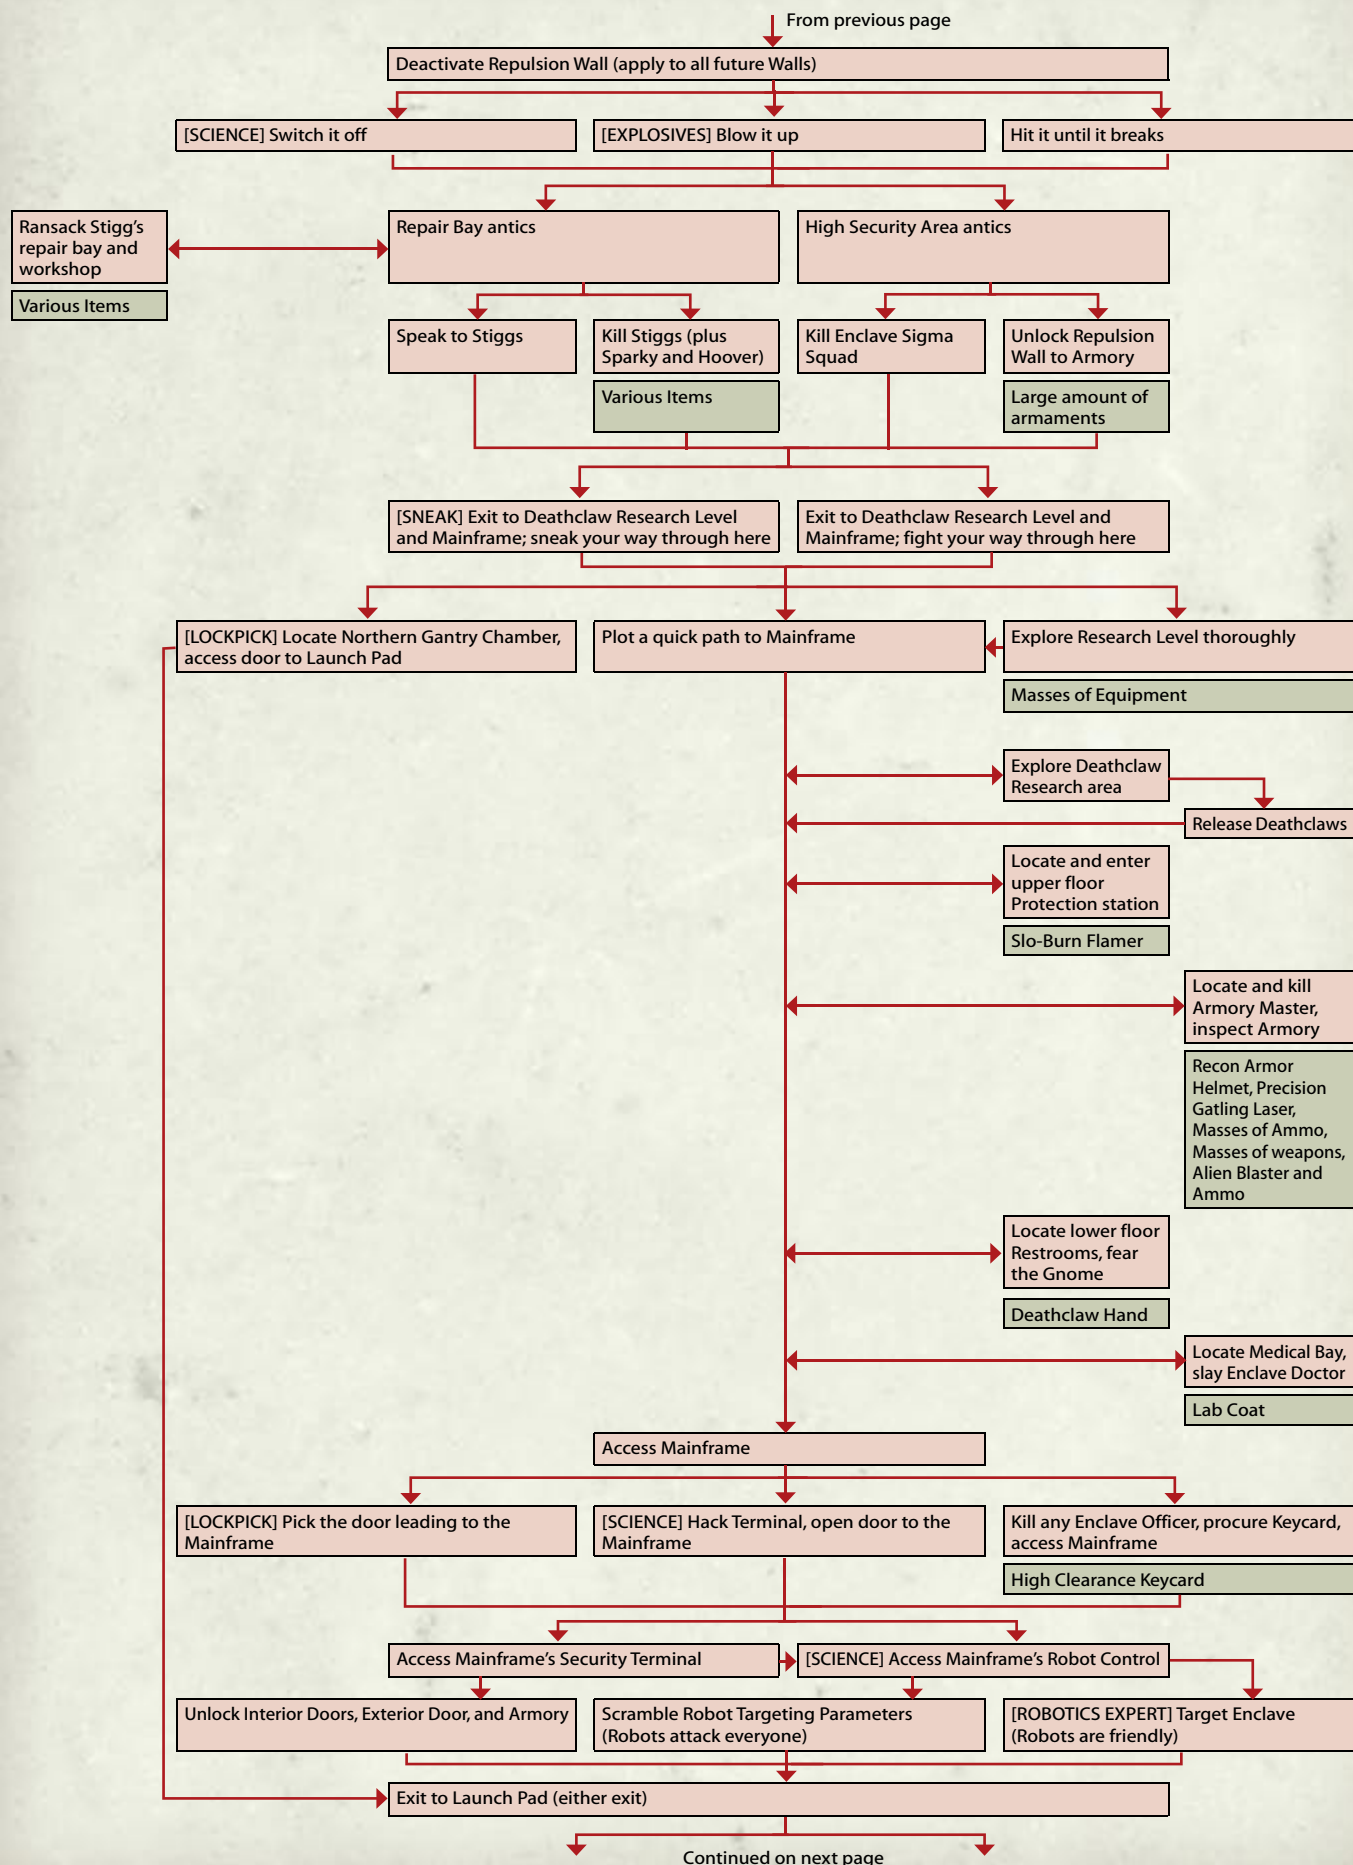 From previous page
Deactivate Repulsion Wall (apply to all future Walls)
[SCIENCE] Switch it off
[EXPLOSIVES] Blow it up
Hit it until it breaks
Ransack Stigg’s
repair bay and
workshop
Various Items
Repair Bay antics
High Security Area antics
Speak to Stiggs
Kill Stiggs (plus
Sparky and Hoover)
Various Items
Kill Enclave Sigma
Squad
Unlock Repulsion
Wall to Armory
Large amount of
armaments
[SNEAK] Exit to Deathclaw Research Level
and Mainframe; sneak your way through here
Exit to Deathclaw Research Level and
Mainframe; fight your way through here
[LOCKPICK] Locate Northern Gantry Chamber,
access door to Launch Pad
Plot a quick path to Mainframe
Explore Research Level thoroughly
Masses of Equipment
Explore Deathclaw
Research area
Release Deathclaws
Locate and enter
upper floor
Protection station
Slo-Burn Flamer
Locate and kill
Armory Master,
inspect Armory
Recon Armor
Helmet, Precision
Gatling Laser,
Masses of Ammo,
Masses of weapons,
Alien Blaster and
Ammo
Locate lower floor
Restrooms, fear
the Gnome
Deathclaw Hand
Locate Medical Bay,
slay Enclave Doctor
Lab Coat
Access Mainframe
[LOCKPICK] Pick the door leading to the
Mainframe
[SCIENCE] Hack Terminal, open door to the
Mainframe
Kill any Enclave Officer, procure Keycard,
access Mainframe
High Clearance Keycard
Access Mainframe’s Security Terminal
[SCIENCE] Access Mainframe’s Robot Control
Unlock Interior Doors, Exterior Door, and Armory
Scramble Robot Targeting Parameters
(Robots attack everyone)
[ROBOTICS EXPERT] Target Enclave
(Robots are friendly)
Exit to Launch Pad (either exit)
Continued on next page